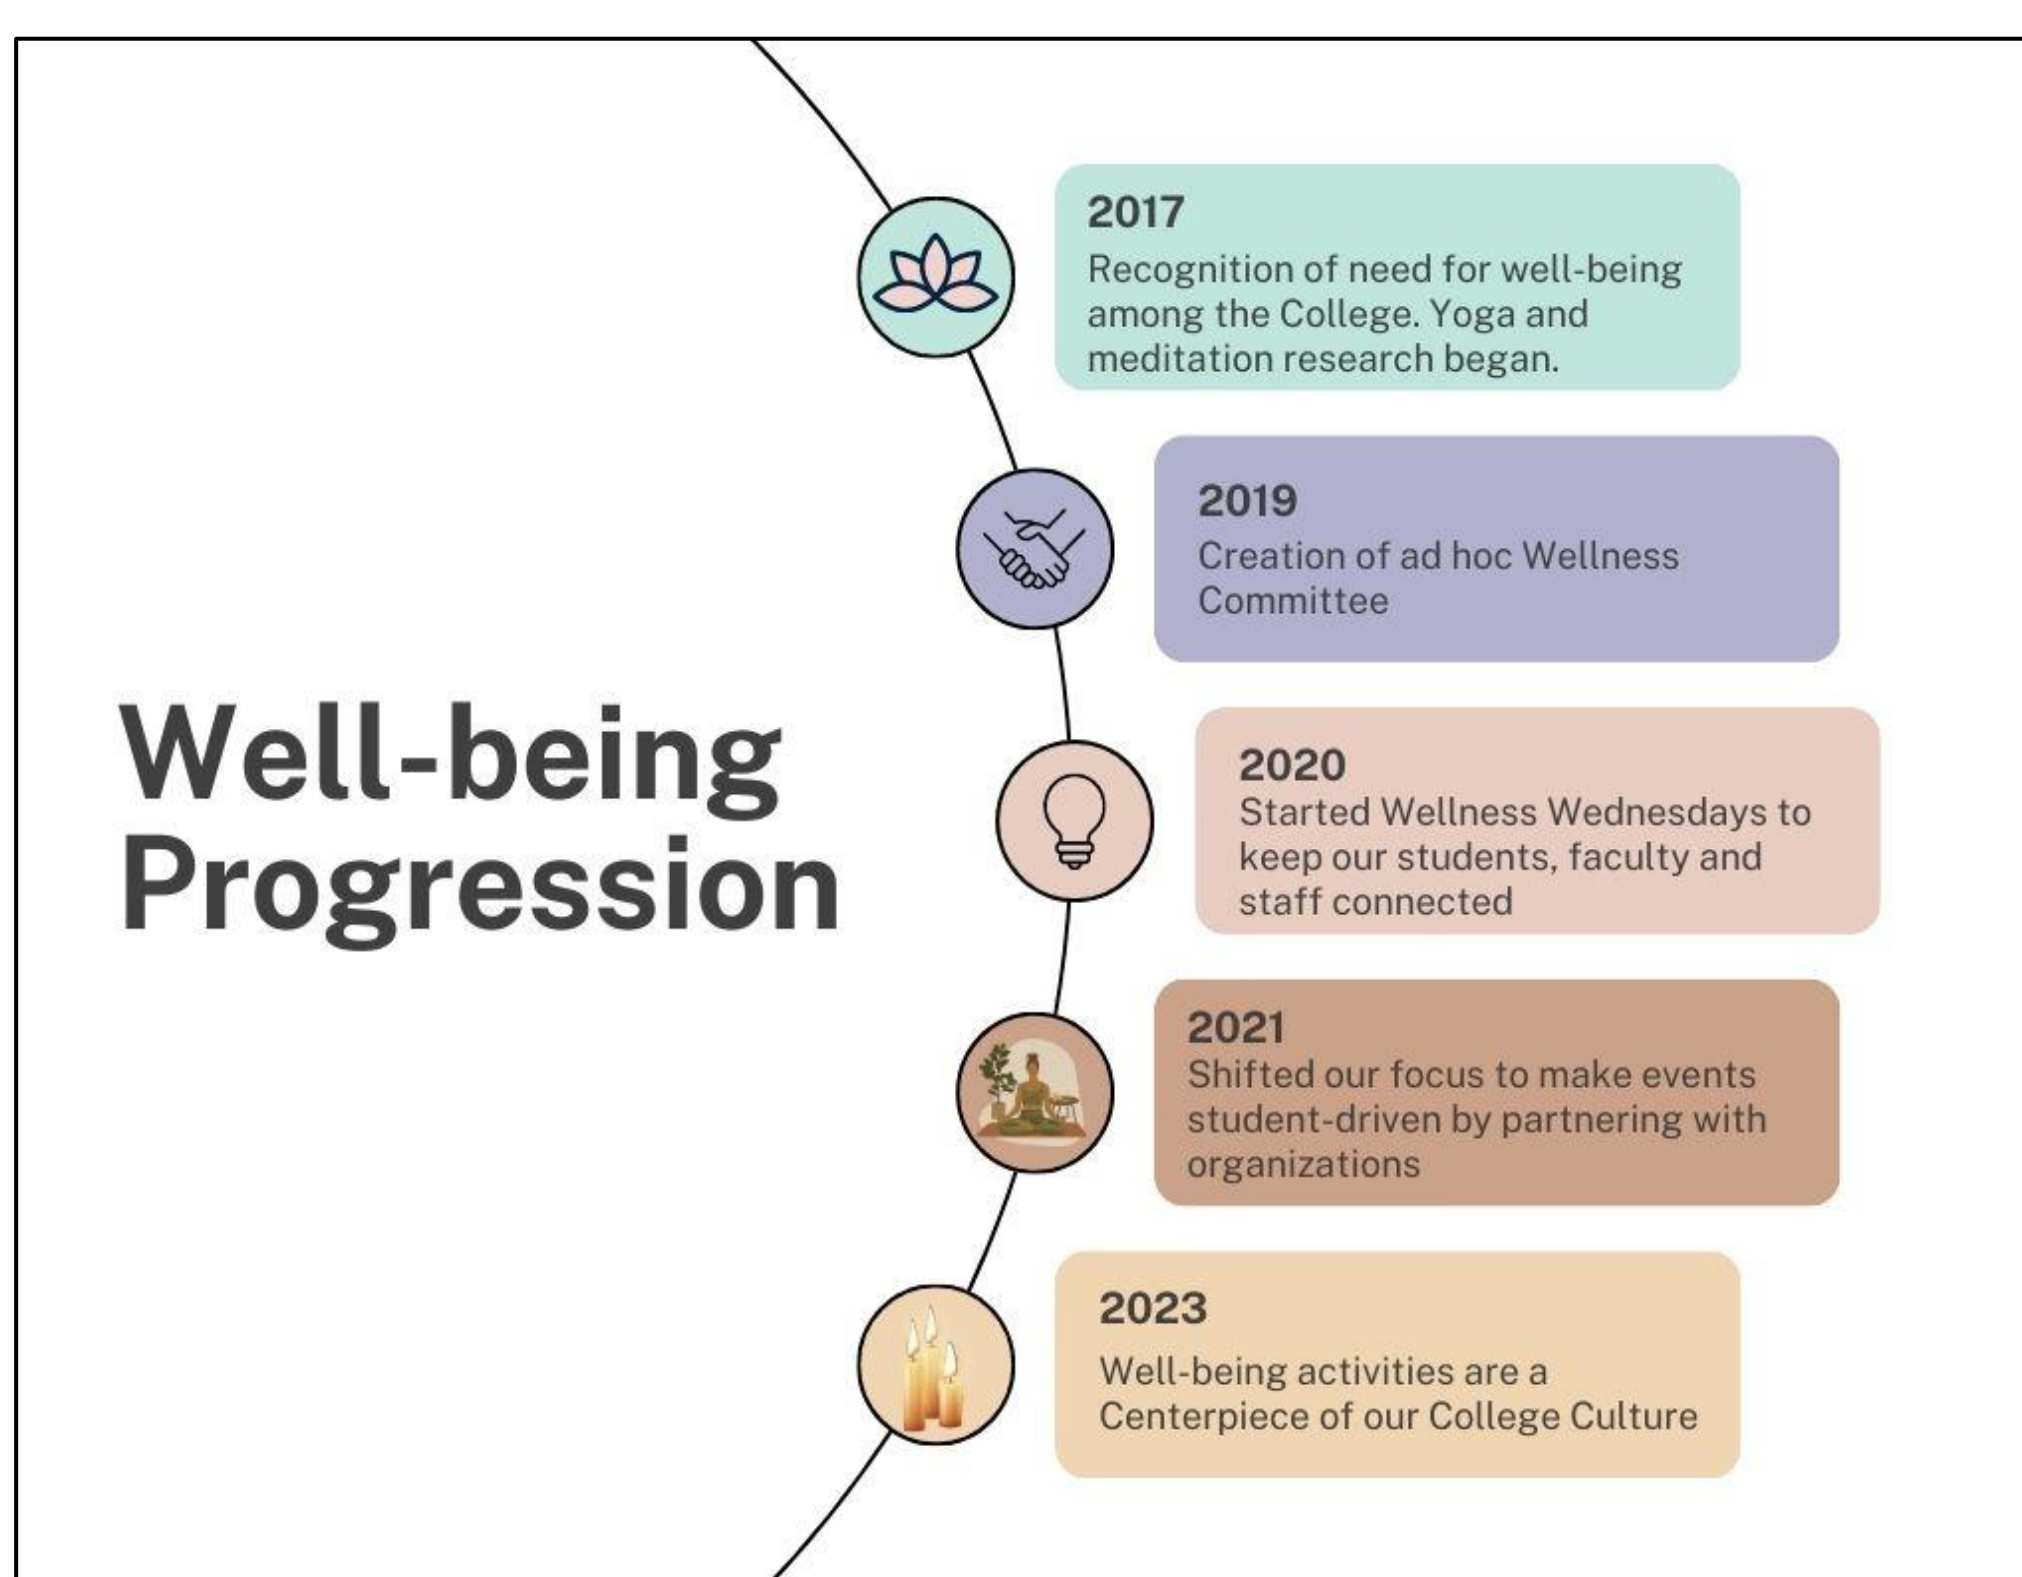 Well-being
Progression
2017
Recognition of need for well-being
among the College. Yoga and
meditation research began.
2019
Creation of ad hoc Wellness
Committee
2020
Started Wellness Wednesdays to
keep our students, faculty and
staff connected
2021
Shifted our focus to make events
student-driven by partnering with
organizations
2023
Well-being activities are a
Centerpiece of our College Culture